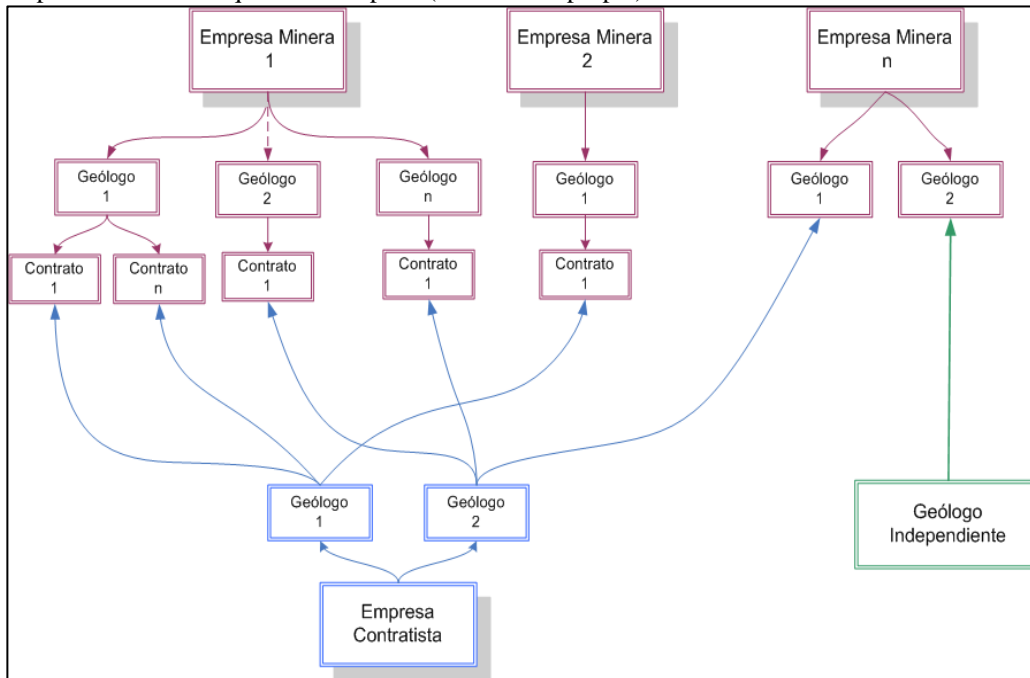 Empresa Minera
1
Empresa Minera
2
Empresa Minera
n
Geólogo
1
Geólogo
2
Geólogo
n
Geólogo
1
Geólogo
1
Geólogo
2
Contrato
1
Contrato
n
Contrato
1
Contrato
1
Contrato
1
Geólogo
1
Geólogo
2
Geólogo
Independiente
Empresa
Contratista